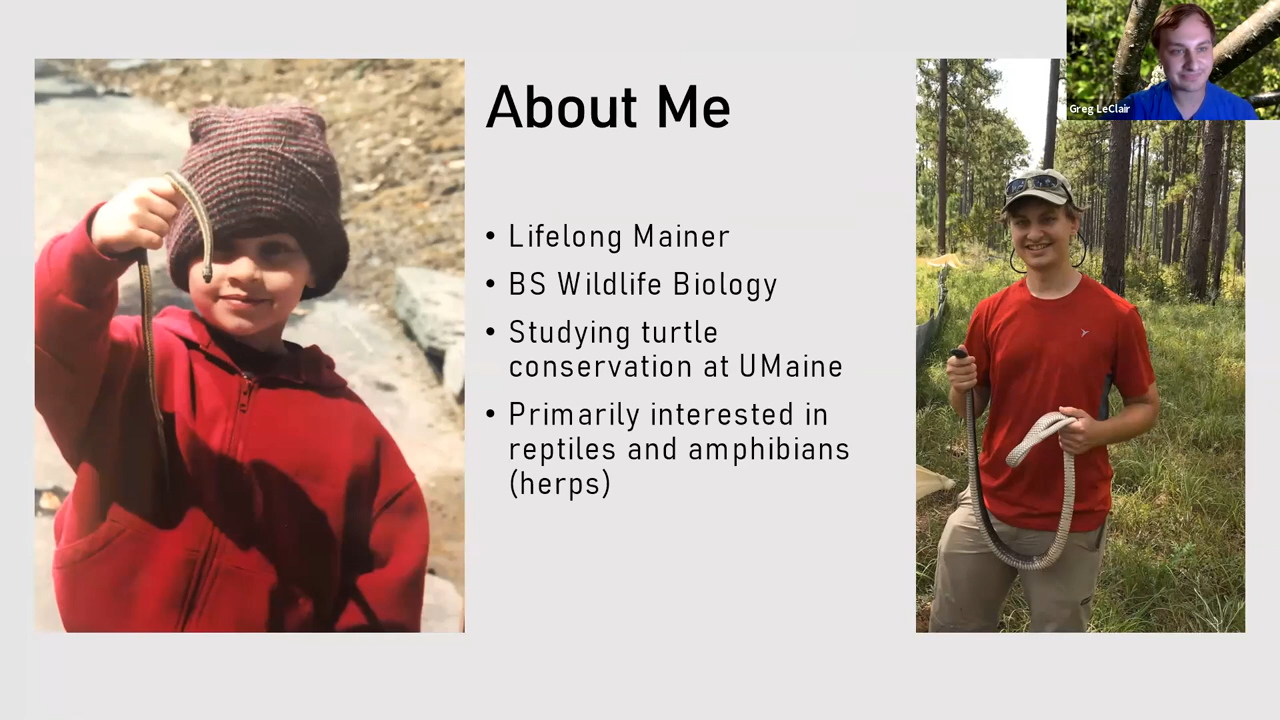 About Me
• Lifelong Mainer
• BS Wildlife Biology
• Studying turtle
conservation at UMaine
• Primarily interested in
reptiles and amphibians
(herps)
Greg LeClair